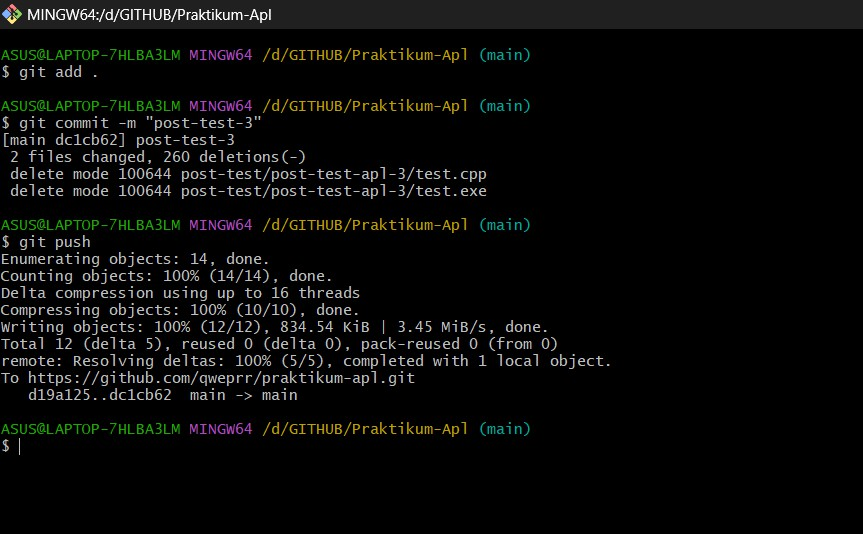 MINGW64:/d/GITHUB/Praktikum-Apl
ASUS@LAPTOP-7HLBA3LM MINGW64 /d/GITHUB/Praktikum-Apl (main)
$ git add .
ASUS@LAPTOP-7HLBA3LM MINGW64 /d/GITHUB/Praktikum-Apl (main)
$ git commit -m "post-test-3"
[main dc1cb62] post-test-3
 2 files changed, 260 deletions(-)
 delete mode 100644 post-test/post-test-apl-3/test.cpp
 delete mode 100644 post-test/post-test-apl-3/test.exe
ASUS@LAPTOP-7HLBA3LM MINGW64 /d/GITHUB/Praktikum-Apl (main)
$ git push
Enumerating objects: 14, done.
Counting objects: 100% (14/14), done.
Delta compression using up to 16 threads
Compressing objects: 100% (10/10), done.
Writing objects: 100% (12/12), 834.54 KiB | 3.45 MiB/s, done.
Total 12 (delta 5), reused 0 (delta 0), pack-reused 0 (from 0)
remote: Resolving deltas: 100% (5/5), completed with 1 local object.
To https://github.com/qweprr/praktikum-apl.git
   d19a125..dc1cb62  main -> main
ASUS@LAPTOP-7HLBA3LM MINGW64 /d/GITHUB/Praktikum-Apl (main)
$